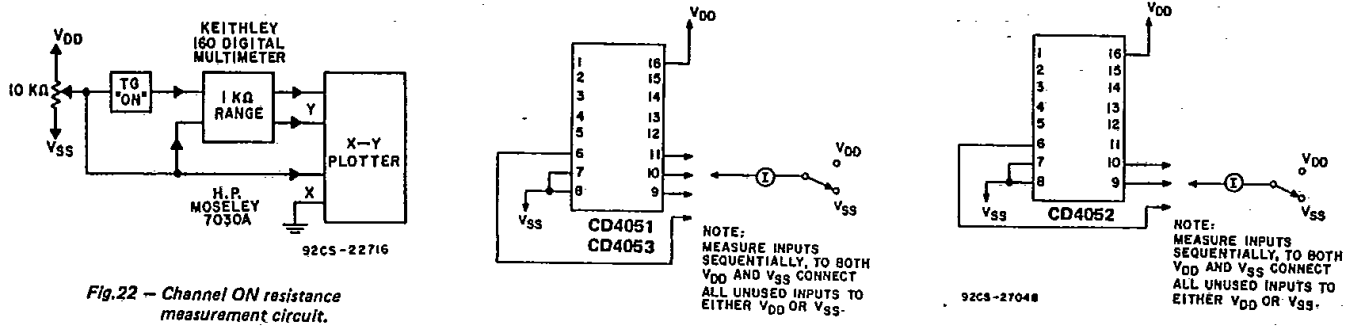 VDD
10 KΩ
VSS
TG
"ON"
KEITHLEY
160 DIGITAL
MULTIMETER
1 KΩ
RANGE
Y
X
X-Y
PLOTTER
H.P.
MOSELEY
7030A
92CS-22716
Fig.22 – Channel ON resistance
measurement circuit.
VDD
1 16
2 15
3 14
4 13
5 12
6 11
7 10
8 9
VSS
CD4051
CD4053
I
VDD
VSS
NOTE:
MEASURE INPUTS
SEQUENTIALLY, TO BOTH
VDD AND VSS CONNECT
ALL UNUSED INPUTS TO
EITHER VDD OR VSS.
VDD
1 16
2 15
3 14
4 13
5 12
6 11
7 10
8 9
VSS
CD4052
I
VDD
VSS
NOTE:
MEASURE INPUTS
SEQUENTIALLY, TO BOTH
VDD AND VSS CONNECT
ALL UNUSED INPUTS TO
EITHER VDD OR VSS.
92CS-27048